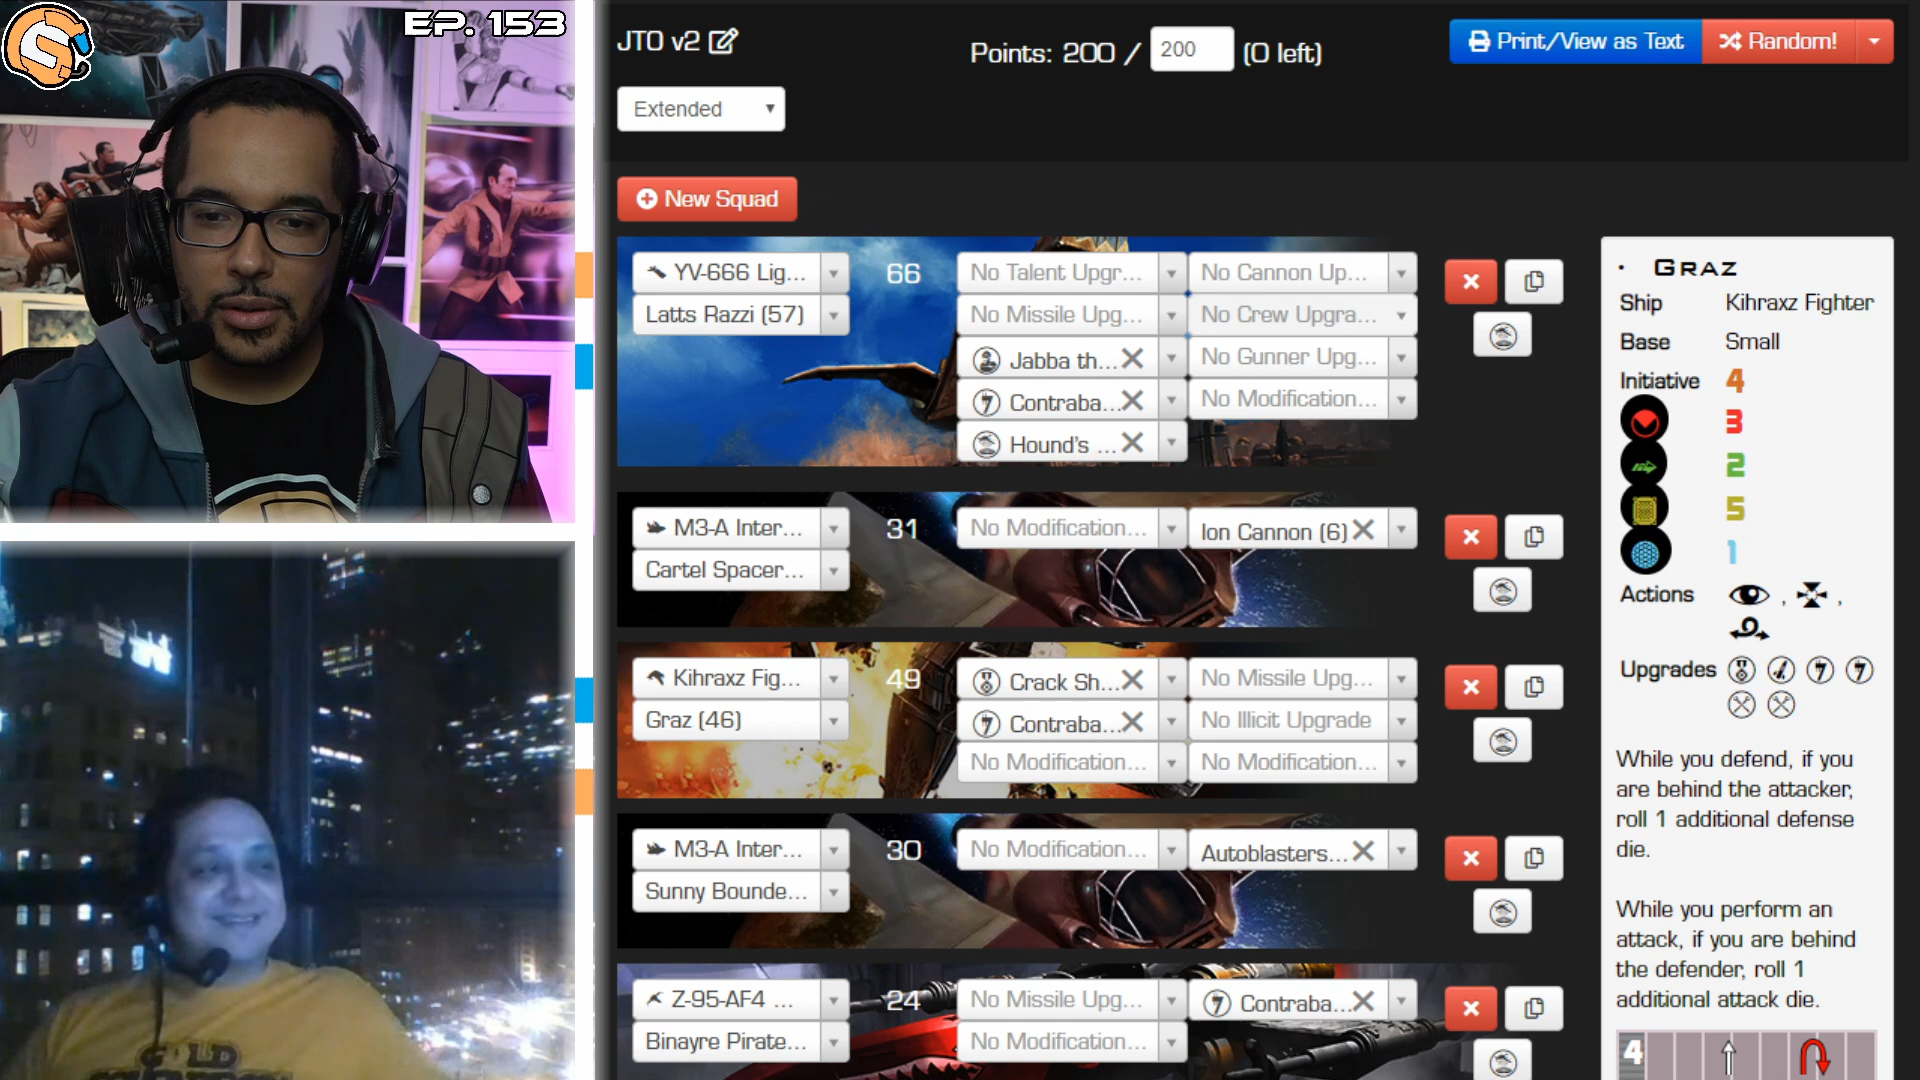 EP. 153
JTO v2
Points: 200 / 200 (0 left)
Print/View as Text
Random!
Extended
New Squad
YV-666 Lig...
66
No Talent Upgr...
No Cannon Up...
Latts Razzi (57)
No Missile Upg...
No Crew Upgra...
Jabba th...
No Gunner Upg...
Contraba...
No Modification...
Hound's ...
M3-A Inter...
31
No Modification...
Ion Cannon (6)
Cartel Spacer...
Kihraxz Fig...
49
Crack Sh...
No Missile Upg...
Graz (46)
Contraba...
No Illicit Upgrade
No Modification...
No Modification...
M3-A Inter...
30
No Modification...
Autoblasters...
Sunny Bounde...
Z-95-AF4 ...
24
No Missile Upg...
Contraba...
Binayre Pirate...
No Modification...
· Graz
Ship Kihraxz Fighter
Base Small
Initiative 4
3
2
5
1
Actions , ,
Upgrades
While you defend, if you
are behind the attacker,
roll 1 additional defense
die.
While you perform an
attack, if you are behind
the defender, roll 1
additional attack die.
4